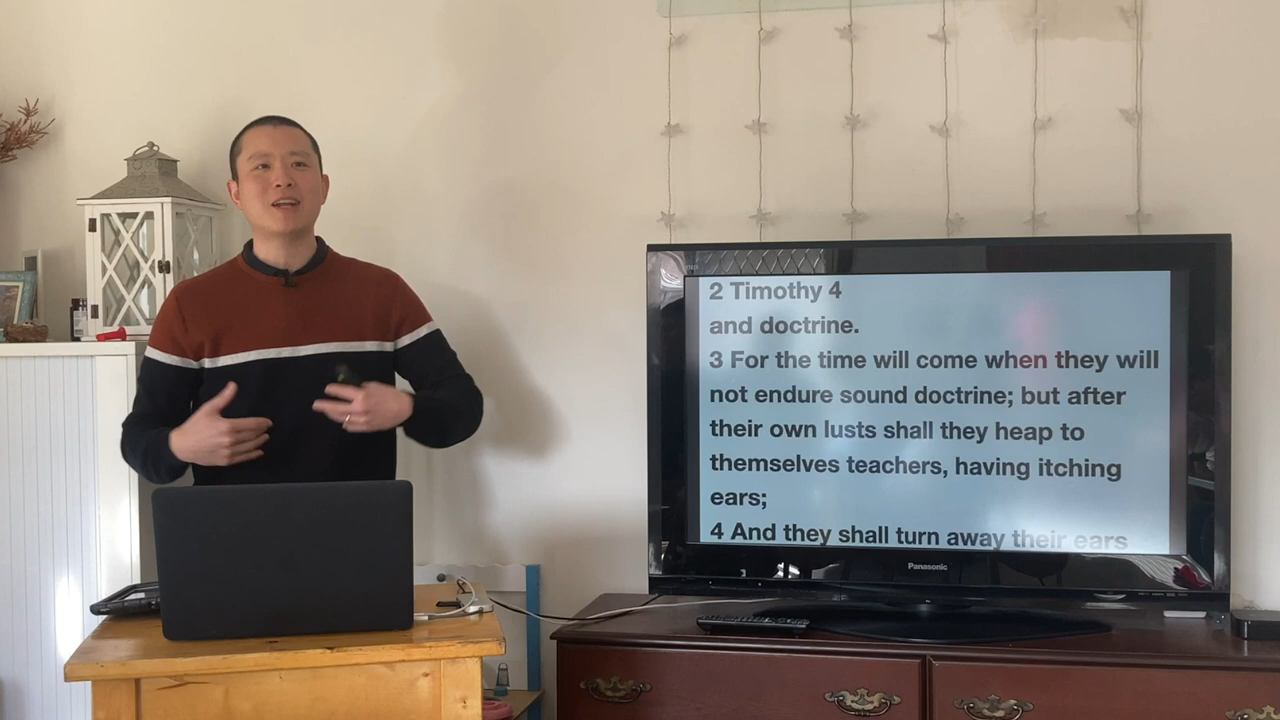 2 Timothy 4
and doctrine.
3 For the time will come when they will
not endure sound doctrine; but after
their own lusts shall they heap to
themselves teachers, having itching
ears;
4 And they shall turn away their ears
Panasonic